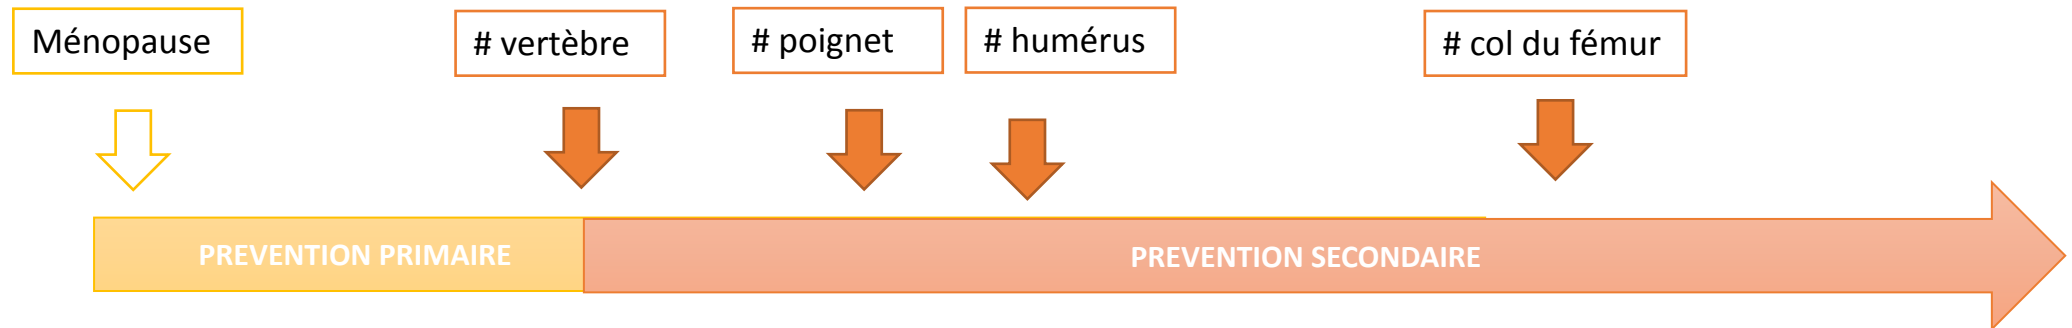 Ménopause
# vertèbre
# poignet
# humérus
# col du fémur
PREVENTION PRIMAIRE
PREVENTION SECONDAIRE